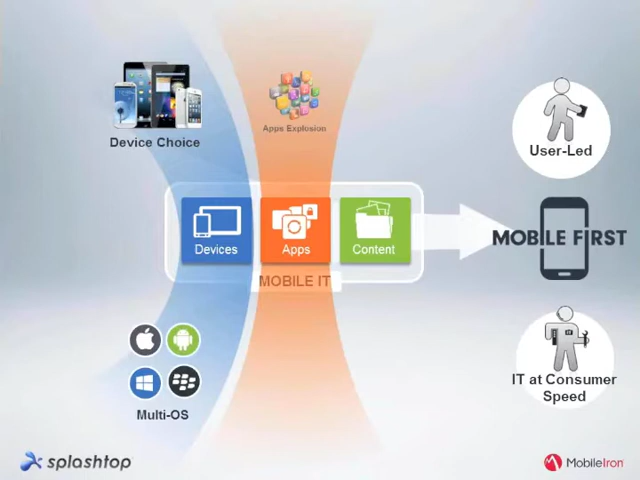 Device Choice
Apps Explosion
User-Led
Devices
Apps
Content
MOBILE FIRST
MOBILE IT
Multi-OS
IT at Consumer
Speed
splashtop
MobileIron